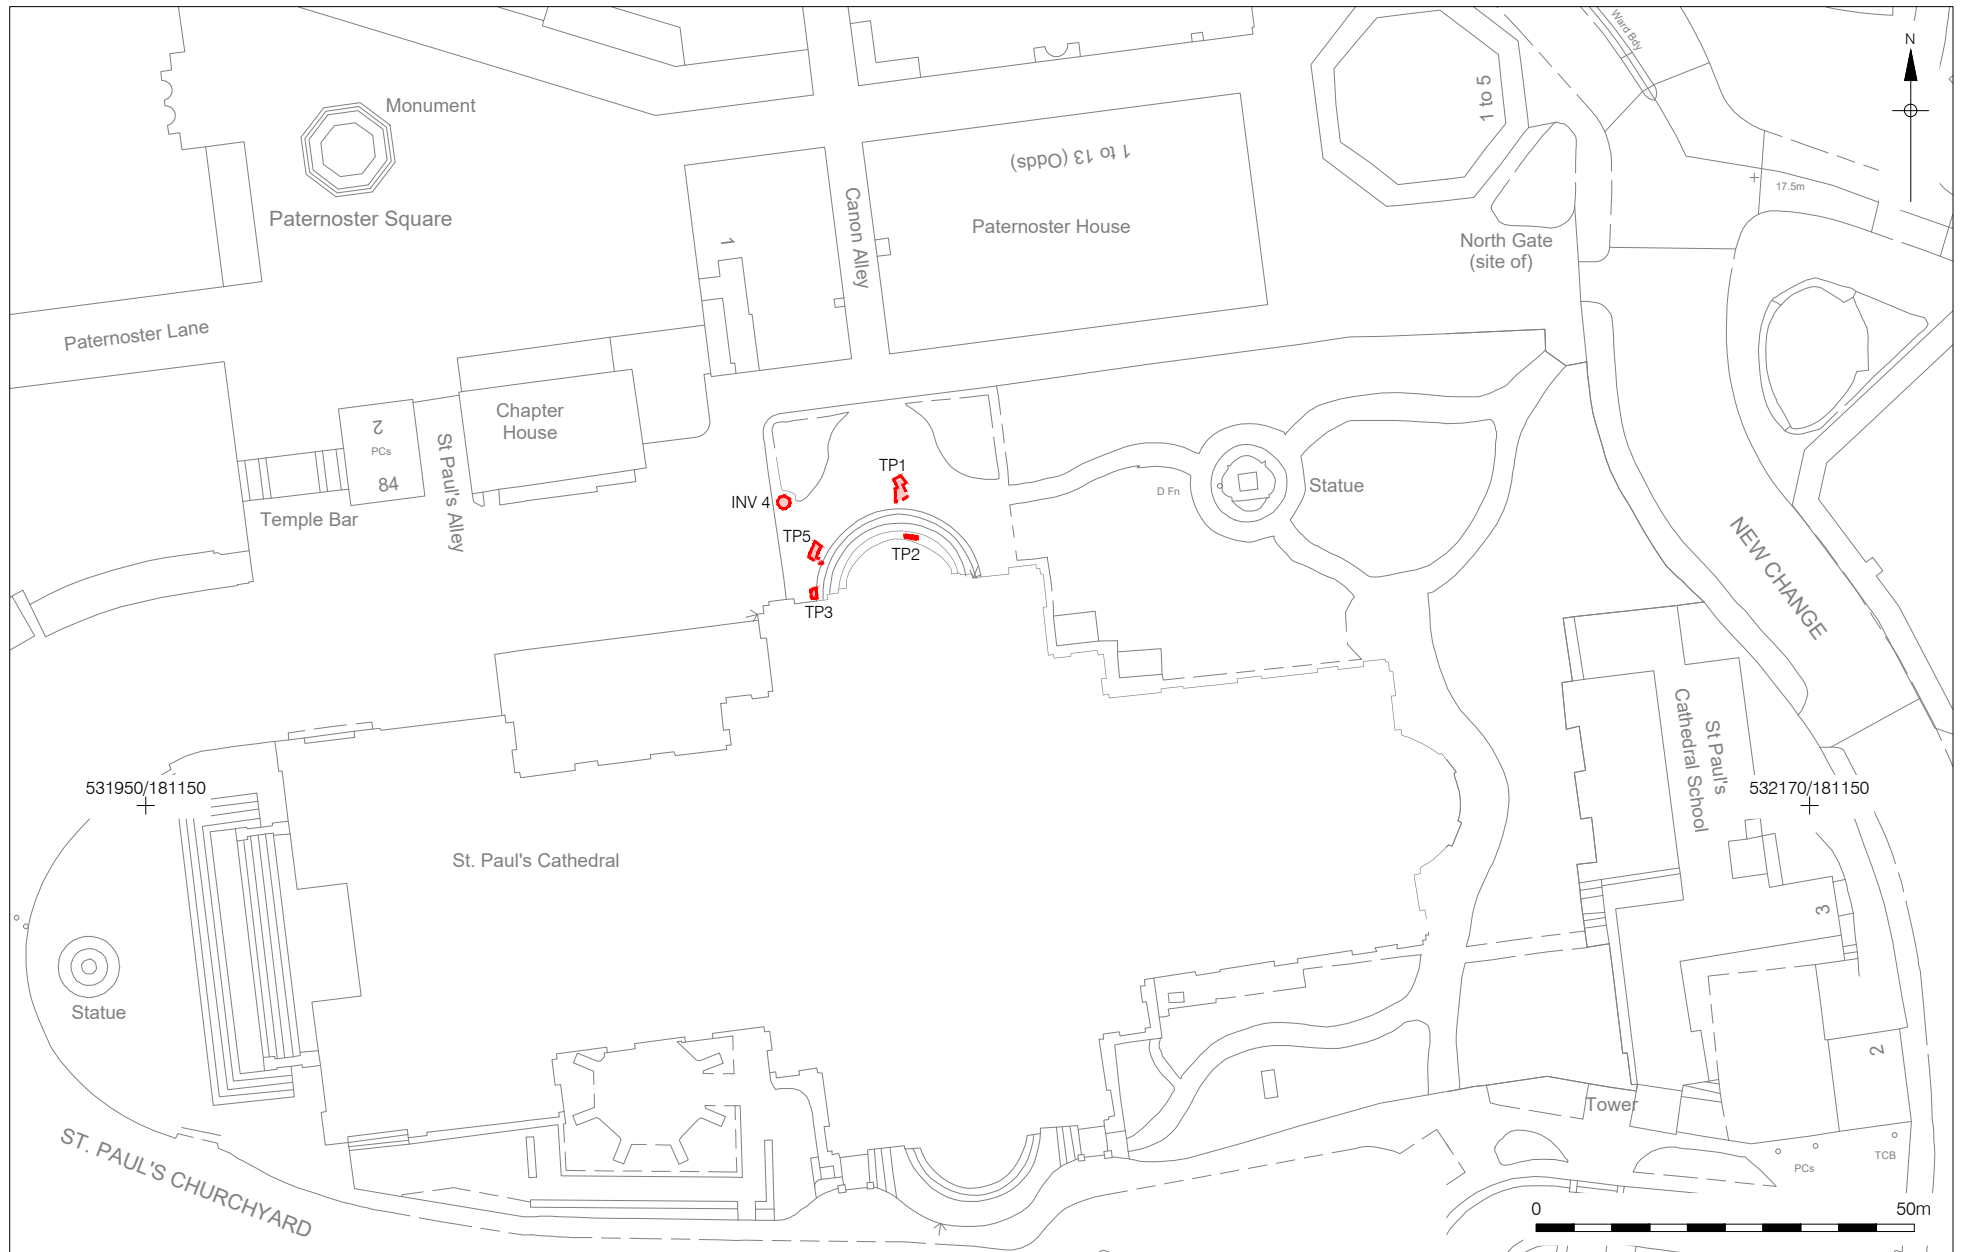 Ward Bdy
N
Monument
1 to 5
1 to 13 (Odds)
17.5m
Canon Alley
Paternoster Square
Paternoster House
1
North Gate
(site of)
Paternoster Lane
Chapter
House
2
PCs
84
St Paul's Alley
Temple Bar
TP1
INV 4
D Fn
Statue
TP5
TP2
TP3
NEW CHANGE
St Paul's
Cathedral School
531950/181150
532170/181150
St. Paul's Cathedral
3
Statue
2
Tower
ST. PAUL'S CHURCHYARD
PCs
TCB
0
50m